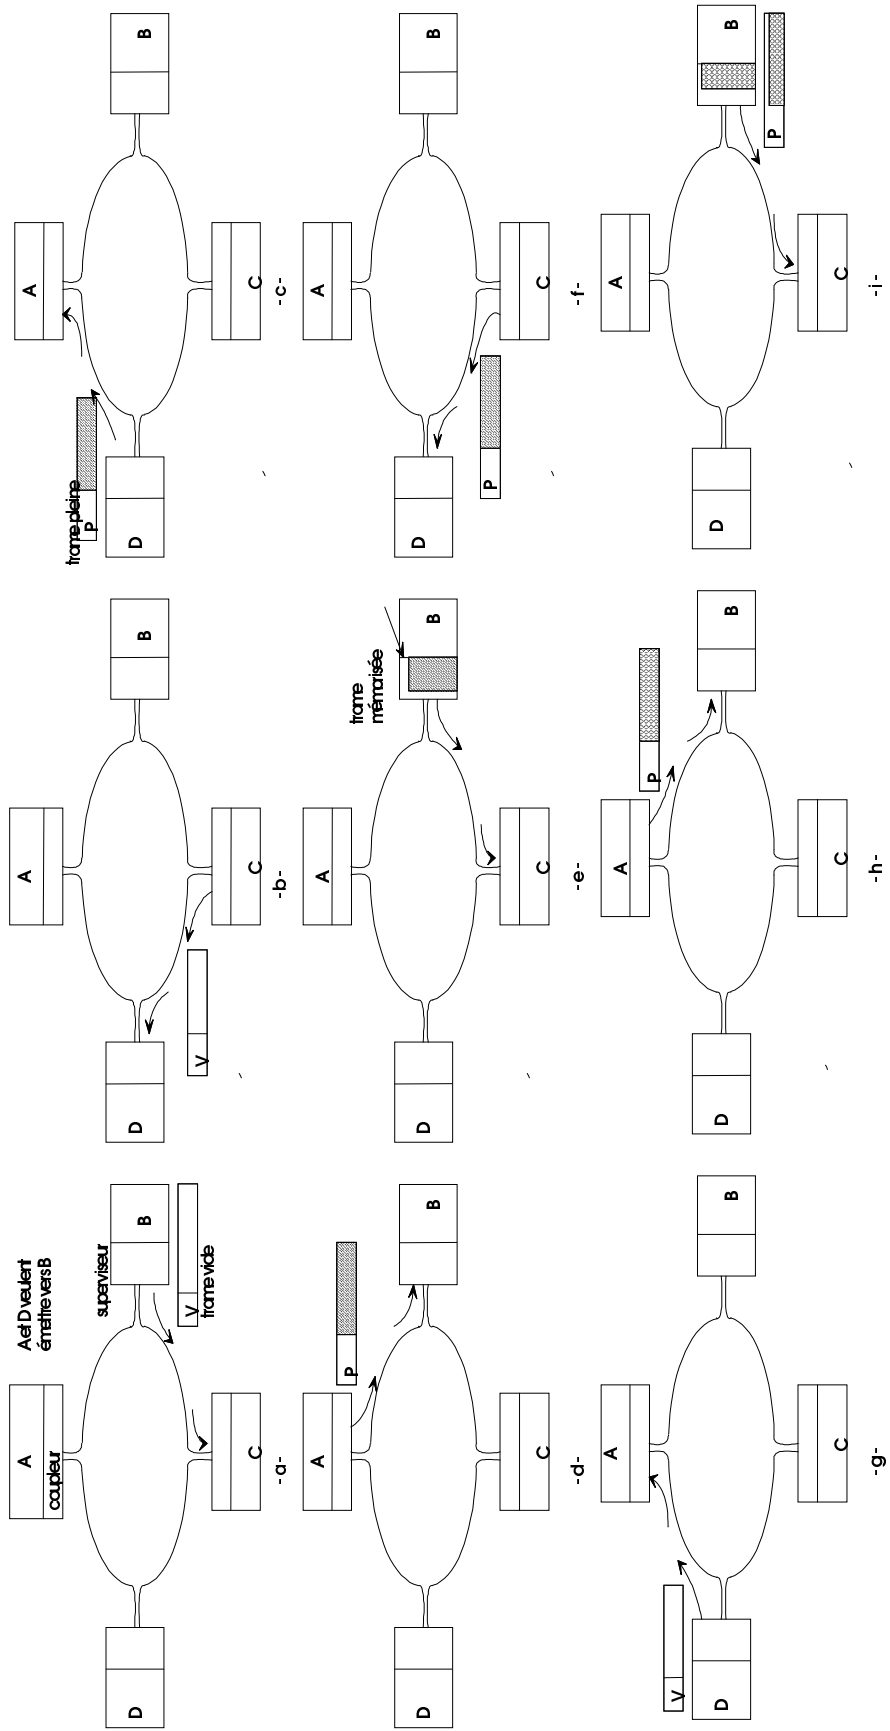 A et D veulent
émettre vers B
A
coupleur
superviseur
B
V
trame vide
C
D
-a-
A
B
C
D
V
-b-
A
B
C
D
trame pleine
P
-c-
A
B
C
D
P
-d-
A
trame
mémorisée
B
C
D
-e-
A
B
C
D
P
-f-
A
B
C
D
V
-g-
A
B
C
D
P
-h-
A
B
P
C
D
-i-